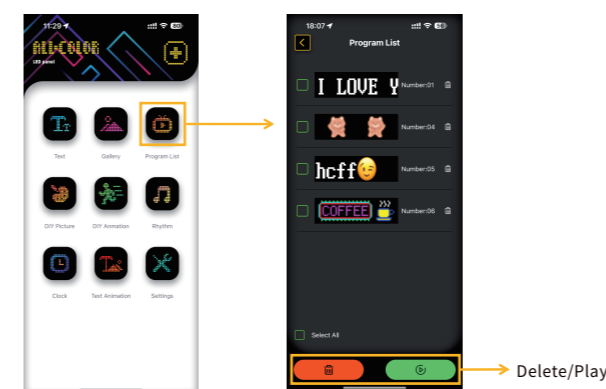 11:29
ALL-COLOR
LED panel
Text
Gallery
Program List
DIY Picture
DIY Anmation
Rhythm
Clock
Text Animation
Settings
18:07
Program List
I LOVE Y
Number:01
Number:04
hcff
Number:05
COFFEE
Number:06
Select All
Delete/Play